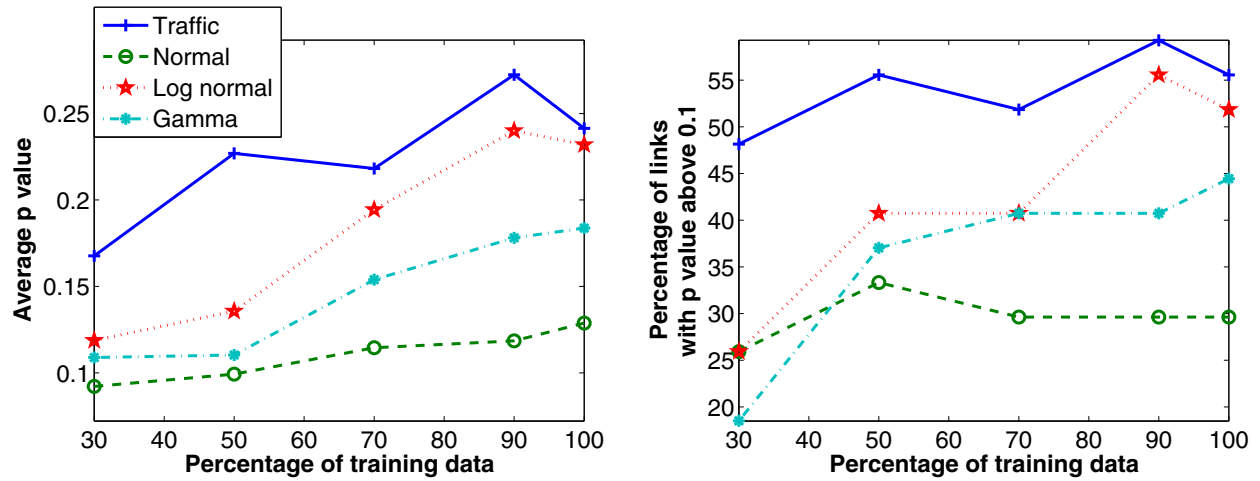 Traffic
Normal
Log normal
Gamma
0.25
0.2
0.15
0.1
Average p value
30 40 50 60 70 80 90 100
Percentage of training data
55
50
45
40
35
30
25
20
Percentage of links
with p value above 0.1
30 40 50 60 70 80 90 100
Percentage of training data